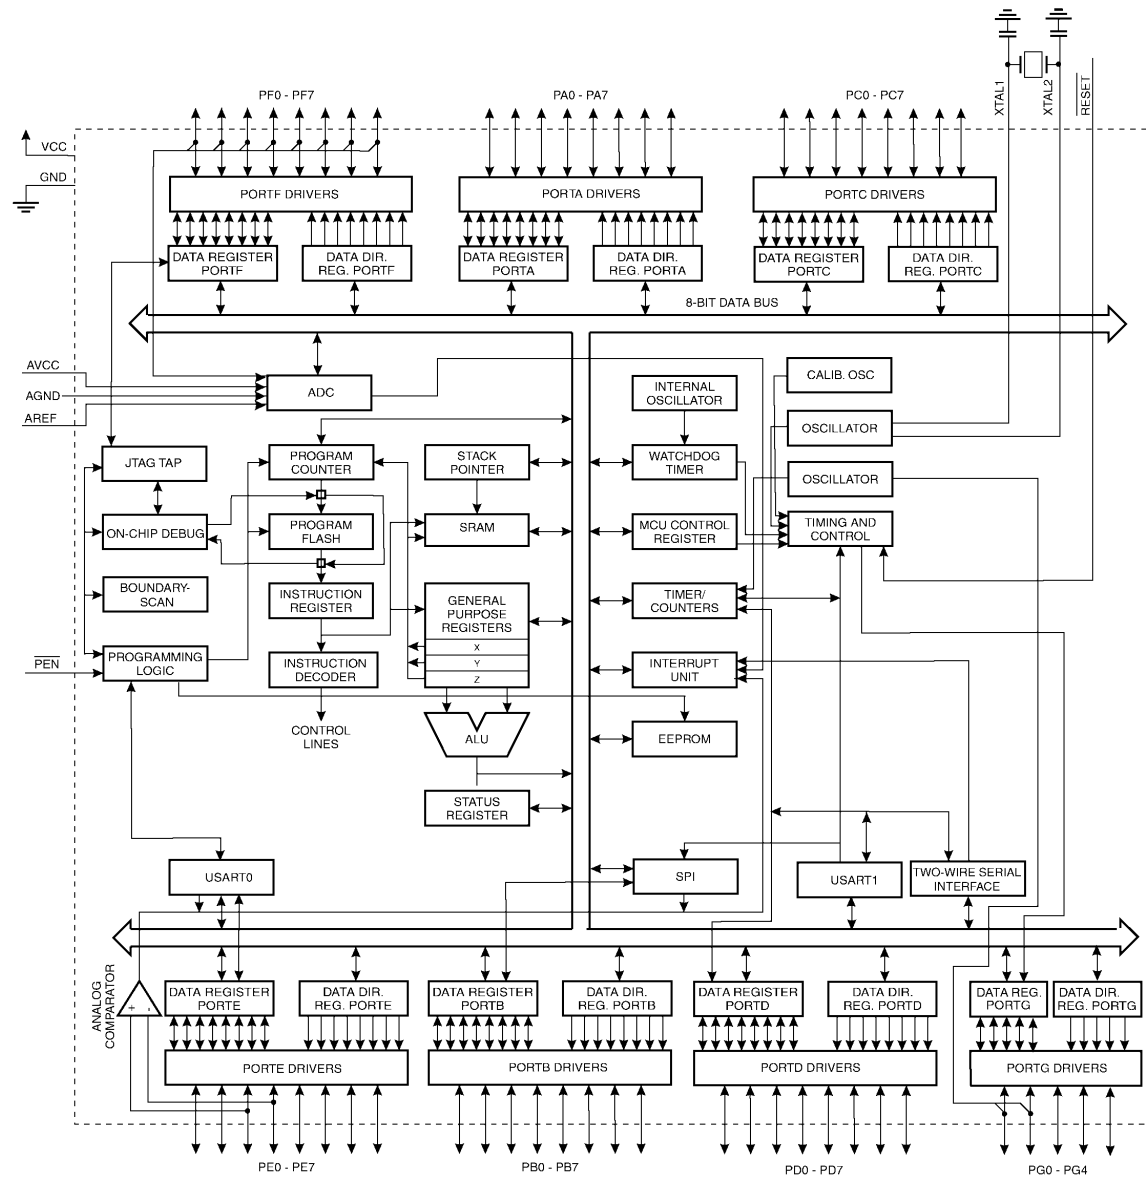 PF0 - PF7
PA0 - PA7
PC0 - PC7
XTAL1
XTAL2
RESET
VCC
GND
PORTF DRIVERS
PORTA DRIVERS
PORTC DRIVERS
DATA REGISTER
PORTF
DATA DIR.
REG. PORTF
DATA REGISTER
PORTA
DATA DIR.
REG. PORTA
DATA REGISTER
PORTC
DATA DIR.
REG. PORTC
8-BIT DATA BUS
AVCC
AGND
AREF
ADC
INTERNAL
OSCILLATOR
CALIB. OSC
OSCILLATOR
JTAG TAP
PROGRAM
COUNTER
STACK
POINTER
WATCHDOG
TIMER
OSCILLATOR
ON-CHIP DEBUG
PROGRAM
FLASH
SRAM
MCU CONTROL
REGISTER
TIMING AND
CONTROL
BOUNDARY-
SCAN
INSTRUCTION
REGISTER
GENERAL
PURPOSE
REGISTERS
X
Y
Z
TIMER/
COUNTERS
PEN
PROGRAMMING
LOGIC
INSTRUCTION
DECODER
INTERRUPT
UNIT
CONTROL
LINES
ALU
EEPROM
STATUS
REGISTER
USART0
SPI
USART1
TWO-WIRE SERIAL
INTERFACE
ANALOG
COMPARATOR
+
-
DATA REGISTER
PORTE
DATA DIR.
REG. PORTE
DATA REGISTER
PORTB
DATA DIR.
REG. PORTB
DATA REGISTER
PORTD
DATA DIR.
REG. PORTD
DATA REG.
PORTG
DATA DIR.
REG. PORTG
PORTE DRIVERS
PORTB DRIVERS
PORTD DRIVERS
PORTG DRIVERS
PE0 - PE7
PB0 - PB7
PD0 - PD7
PG0 - PG4